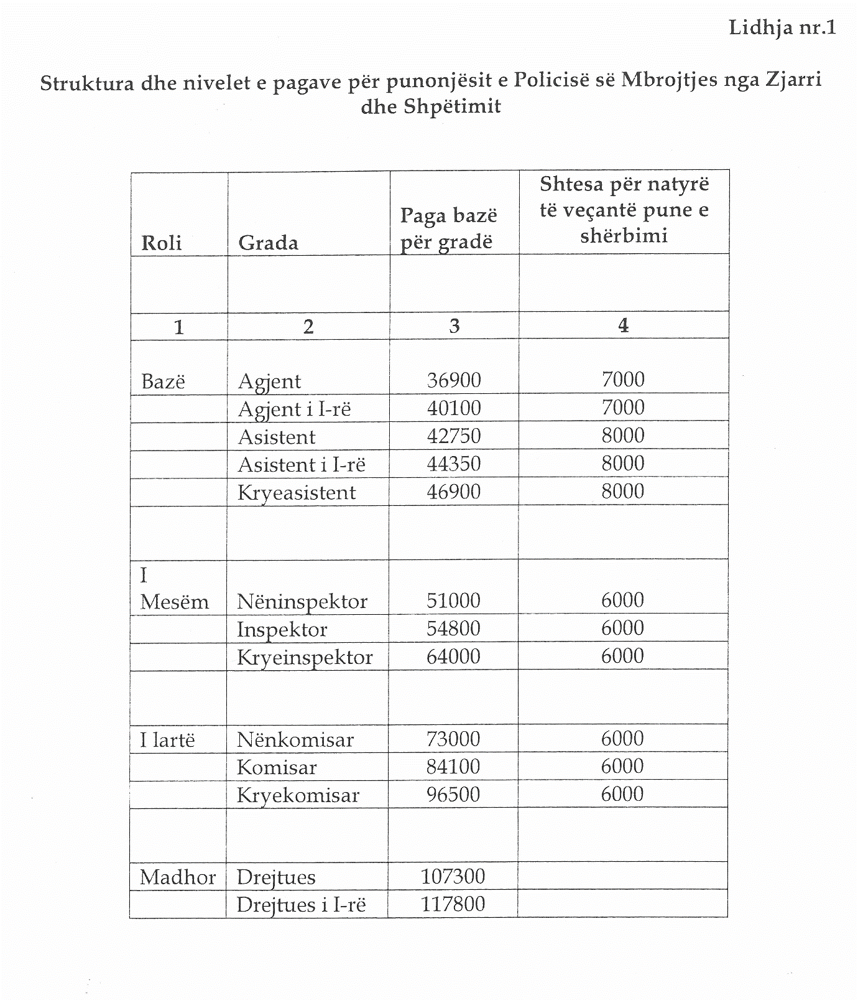 Lidhja nr.1
Struktura dhe nivelet e pagave për punonjësit e Policisë së Mbrojtjes nga Zjarri
dhe Shpëtimit
Roli Grada Paga bazë për gradë Shtesa për natyrë të veçantë pune e shërbimi
1 2 3 4
Bazë Agjent 36900 7000
Agjent i I-rë 40100 7000
Asistent 42750 8000
Asistent i I-rë 44350 8000
Kryeasistent 46900 8000
I
Mesëm Nëninspektor 51000 6000
Inspektor 54800 6000
Kryeinspektor 64000 6000
I lartë Nënkomisar 73000 6000
Komisar 84100 6000
Kryekomisar 96500 6000
Madhor Drejtues 107300
Drejtues i I-rë 117800